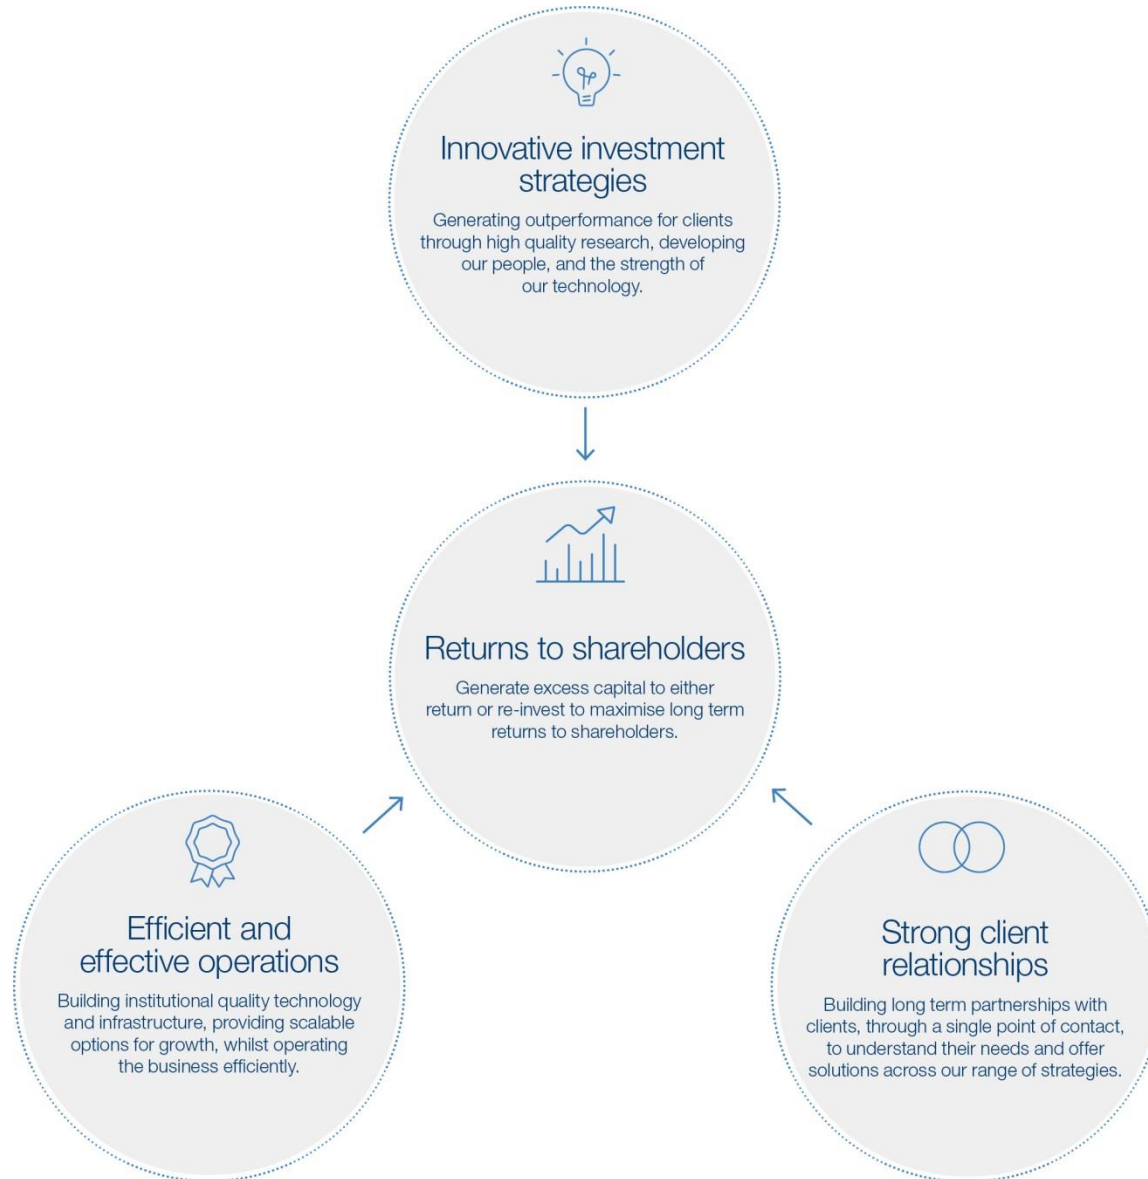 Innovative investment
strategies
Generating outperformance for clients
through high quality research, developing
our people, and the strength of
our technology.
Returns to shareholders
Generate excess capital to either
return or re-invest to maximise long term
returns to shareholders.
Efficient and
effective operations
Building institutional quality technology
and infrastructure, providing scalable
options for growth, whilst operating
the business efficiently.
Strong client
relationships
Building long term partnerships with
clients, through a single point of contact,
to understand their needs and offer
solutions across our range of strategies.